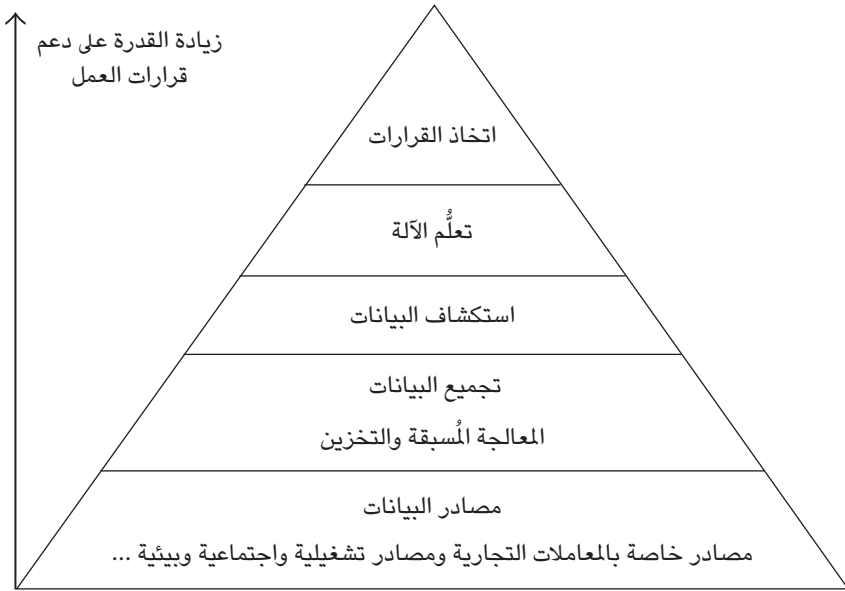 زيادة القدرة على دعم
قرارات العمل
اتخاذ القرارات
تعلُّم الآلة
استكشاف البيانات
تجميع البيانات
المعالجة المُسبقة والتخزين
مصادر البيانات
مصادر خاصة بالمعاملات التجارية ومصادر تشغيلية واجتماعية وبيئية ...